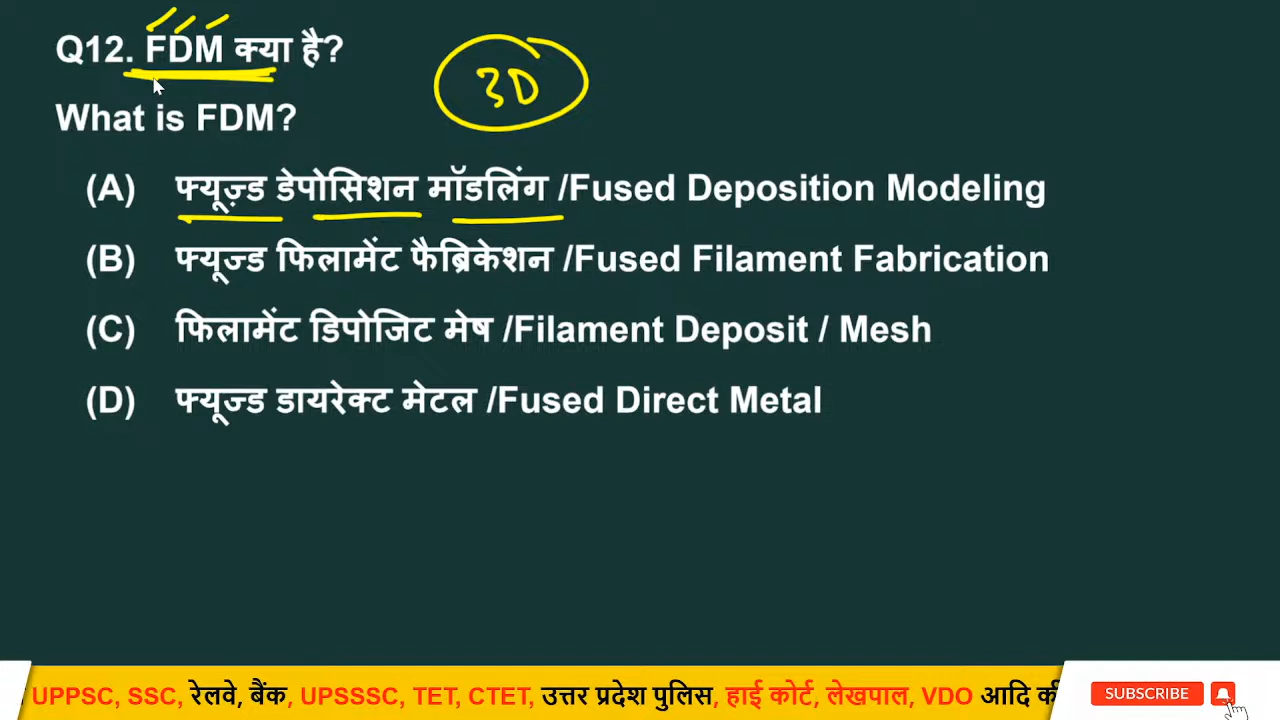 Q12. FDM क्या है?
3D
What is FDM?
(A) फ्यूज़्ड डेपोसिशन मॉडलिंग /Fused Deposition Modeling
(B) फ्यूज्ड फिलामेंट फैब्रिकेशन /Fused Filament Fabrication
(C) फिलामेंट डिपोजिट मेष /Filament Deposit / Mesh
(D) फ्यूज्ड डायरेक्ट मेटल /Fused Direct Metal
UPPSC, SSC, रेलवे, बैंक, UPSSSC, TET, CTET, उत्तर प्रदेश पुलिस, हाई कोर्ट, लेखपाल, VDO आदि की
SUBSCRIBE